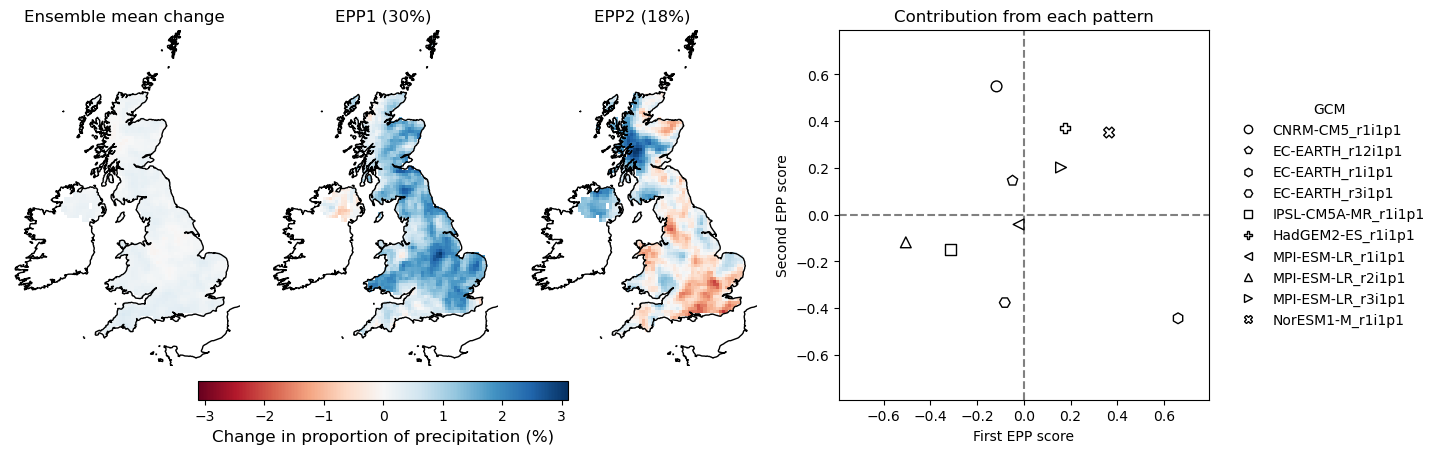 Ensemble mean change
EPP1 (30%)
EPP2 (18%)
−3 −2 −1 0 1 2 3
Change in proportion of precipitation (%)
Contribution from each pattern
Second EPP score
0.6
0.4
0.2
0.0
−0.2
−0.4
−0.6
−0.6 −0.4 −0.2 0.0 0.2 0.4 0.6
First EPP score
GCM
CNRM-CM5_r1i1p1
EC-EARTH_r12i1p1
EC-EARTH_r1i1p1
EC-EARTH_r3i1p1
IPSL-CM5A-MR_r1i1p1
HadGEM2-ES_r1i1p1
MPI-ESM-LR_r1i1p1
MPI-ESM-LR_r2i1p1
MPI-ESM-LR_r3i1p1
NorESM1-M_r1i1p1